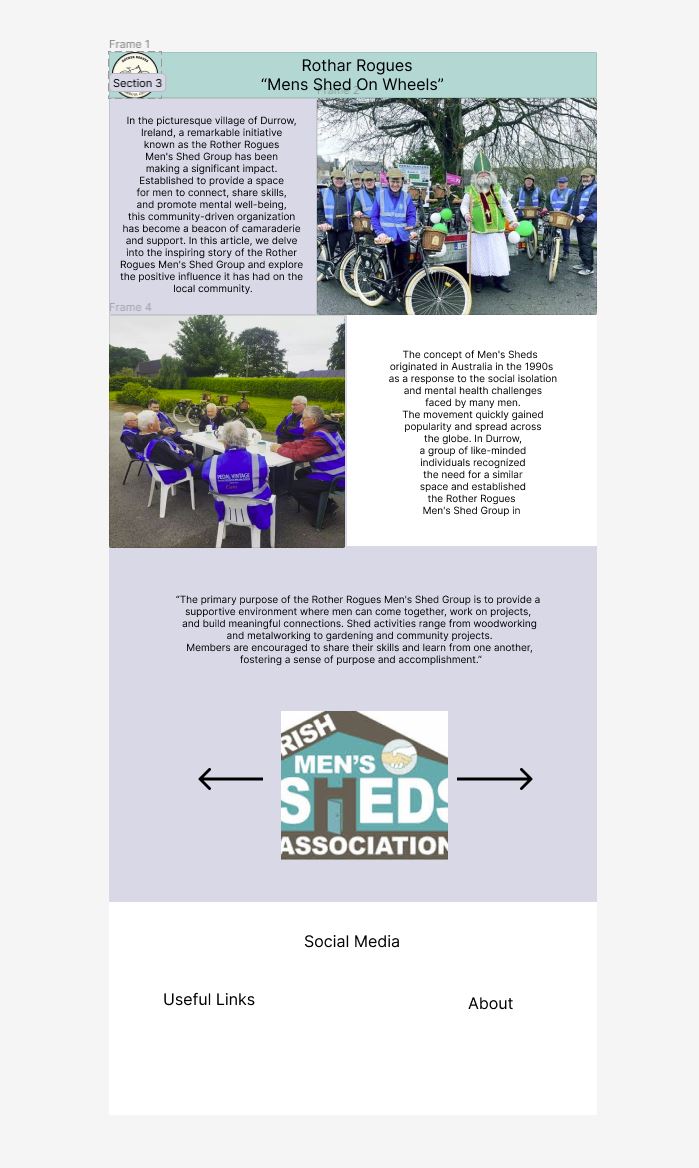 Frame 1
Section 3
Rothar Rogues
“Mens Shed On Wheels”
In the picturesque village of Durrow,
Ireland, a remarkable initiative
known as the Rother Rogues
Men's Shed Group has been
making a significant impact.
Established to provide a space
for men to connect, share skills,
and promote mental well-being,
this community-driven organization
has become a beacon of camaraderie
and support. In this article, we delve
into the inspiring story of the Rother
Rogues Men's Shed Group and explore
the positive influence it has had on the
local community.
Frame 4
PEDAL VINTAGE
The concept of Men's Sheds
originated in Australia in the 1990s
as a response to the social isolation
and mental health challenges
faced by many men.
The movement quickly gained
popularity and spread across
the globe. In Durrow,
a group of like-minded
individuals recognized
the need for a similar
space and established
the Rother Rogues
Men's Shed Group in
“The primary purpose of the Rother Rogues Men's Shed Group is to provide a
supportive environment where men can come together, work on projects,
and build meaningful connections. Shed activities range from woodworking
and metalworking to gardening and community projects.
Members are encouraged to share their skills and learn from one another,
fostering a sense of purpose and accomplishment.”
RISH
MEN'S
SHEDS
ASSOCIATION
Social Media
Useful Links
About